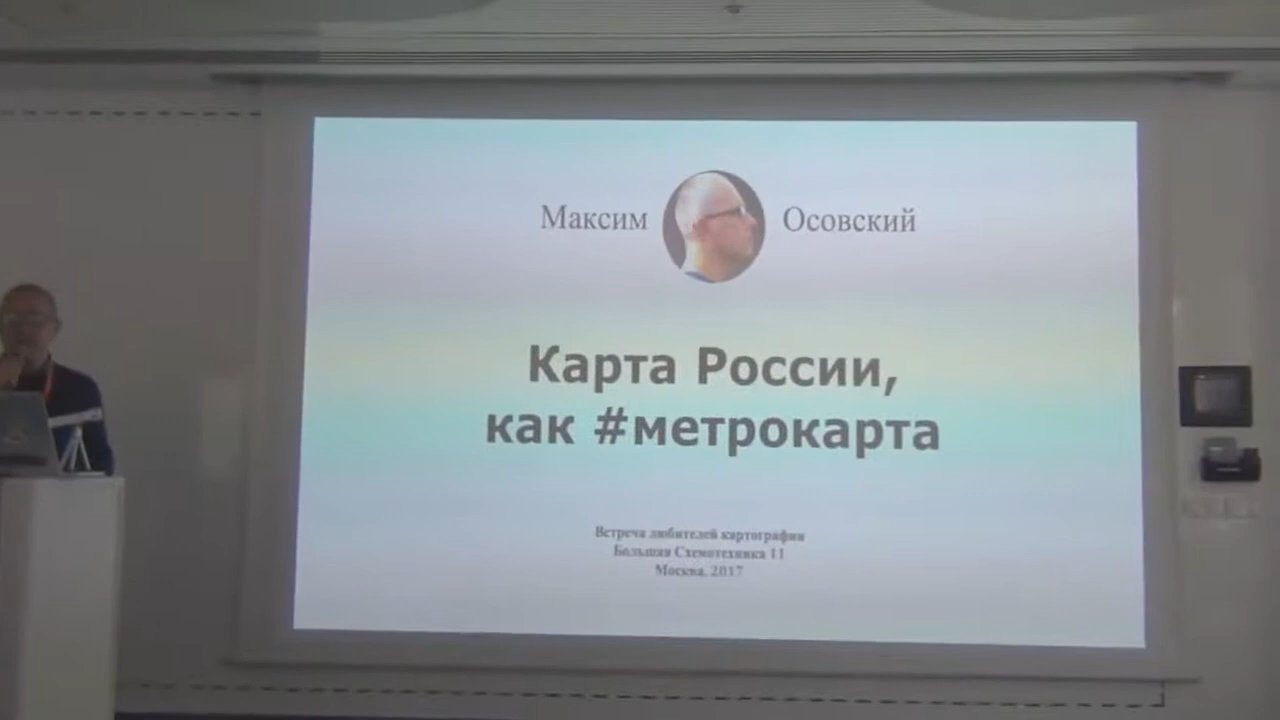 Максим Осовский
Карта России,
как #метрокарта
Встреча любителей картографии
Большая Схемотехника 11
Москва, 2017